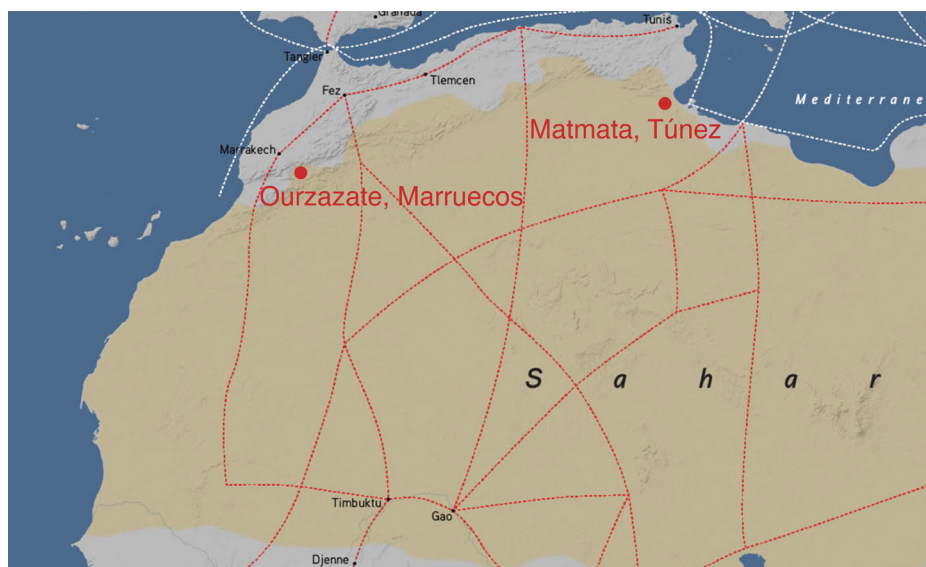 Granada
Tunis
Tangier
Tlemcen
Fez
Mediterrane
Matmata, Túnez
Marrakech
Ourzazate, Marruecos
S a h a r
Timbuktu
Gao
Djenne